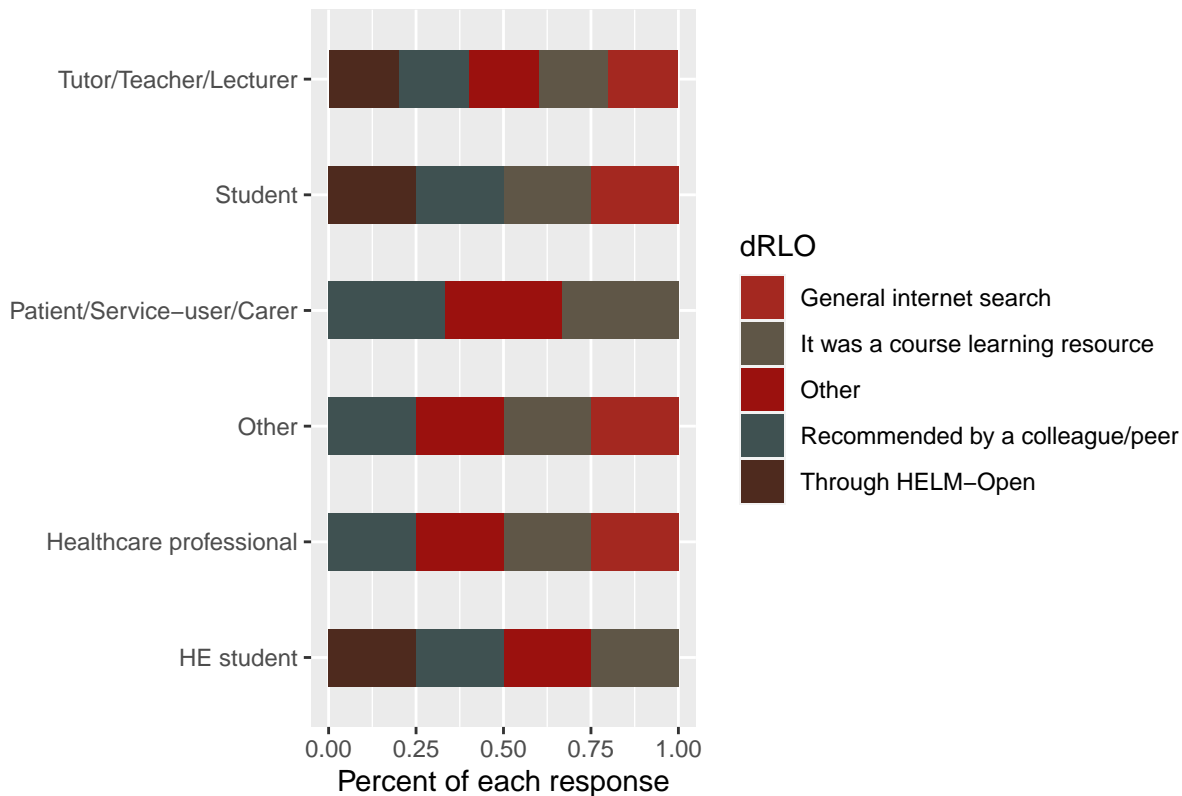 Tutor/Teacher/Lecturer
Student
Patient/Service−user/Carer
Other
Healthcare professional
HE student
0.00 0.25 0.50 0.75 1.00
Percent of each response
dRLO
General internet search
It was a course learning resource
Other
Recommended by a colleague/peer
Through HELM−Open